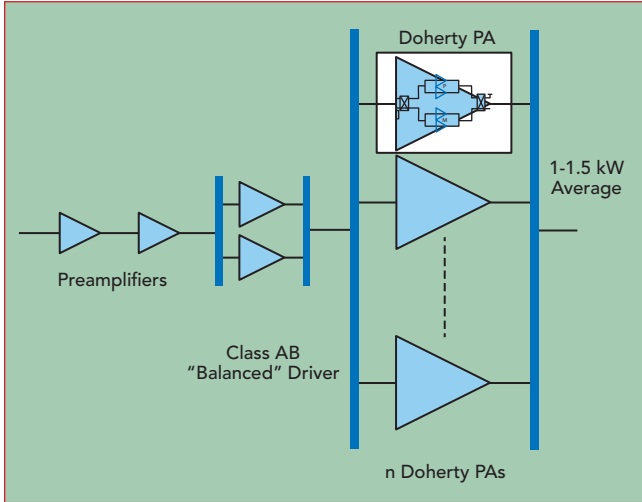 Doherty PA
P
M
1-1.5 kW
Average
Preamplifiers
Class AB
“Balanced” Driver
n Doherty PAs